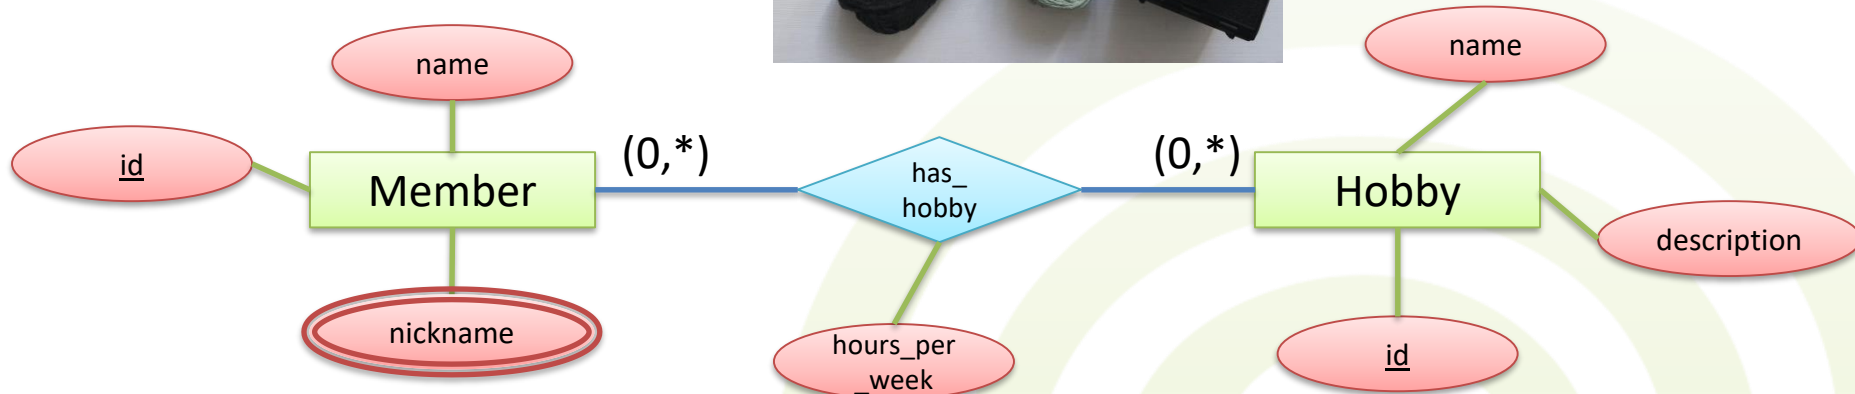 name
name
id
Member
(0,*)
has_
hobby
(0,*)
Hobby
description
nickname
hours_per
_week
id